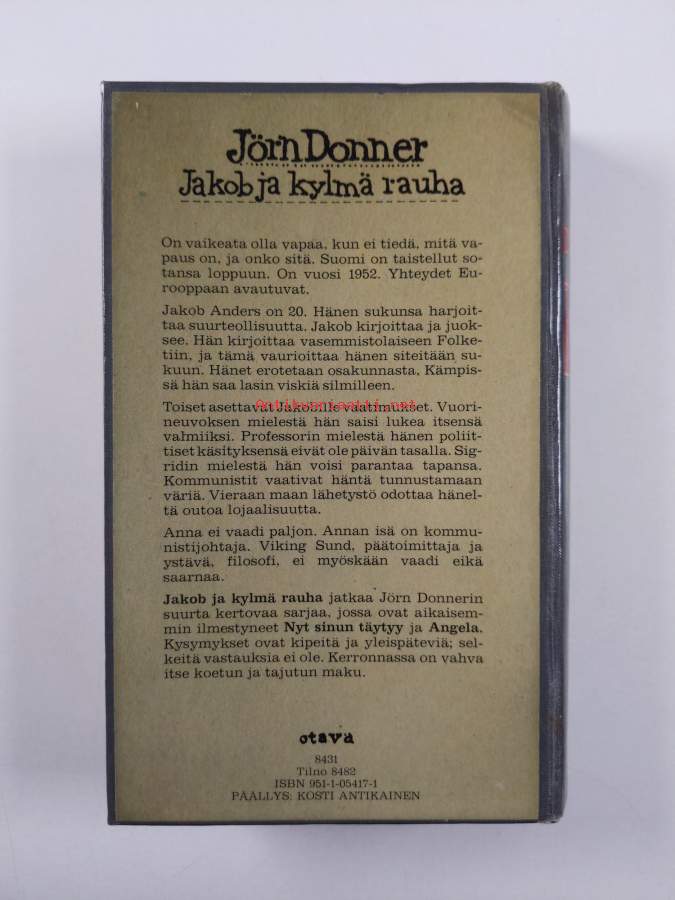 Jörn Donner
Jakob ja kylmä rauha
On vaikeata olla vapaa, kun ei tiedä, mitä va-
paus on, ja onko sitä. Suomi on taistellut so-
tansa loppuun. On vuosi 1952. Yhteydet Eu-
rooppaan avautuvat.
Jakob Anders on 20. Hänen sukunsa harjoit-
taa suurteollisuutta. Jakob kirjoittaa ja juok-
see. Hän kirjoittaa vasemmistolaiseen Folke-
tiin, ja tämä vaurioittaa hänen siteitään su-
kuun. Hänet erotetaan osakunnasta, Kämpis-
sä hän saa lasin viskiä silmilleen.
Antikvariaatti.net
Toiset asettavat Jakobille vaatimukset. Vuori-
neuvoksen mielestä hän saisi lukea itsensä
valmiiksi. Professorin mielestä hänen poliit-
tiset käsityksensä eivät ole päivän tasalla. Sig-
ridin mielestä hän voisi parantaa tapansa.
Kommunistit vaativat häntä tunnustamaan
väriä. Vieraan maan lähetystö odottaa hänel-
tä outoa lojaalisuutta.
Anna ei vaadi paljon. Annan isä on kommu-
nistijohtaja. Viking Sund, päätoimittaja ja
ystävä, filosofi, ei myöskään vaadi eikä
saarnaa.
Jakob ja kylmä rauha jatkaa Jörn Donnerin
suurta kertovaa sarjaa, jossa ovat aikaisem-
min ilmestyneet Nyt sinun täytyy ja Angela.
Kysymykset ovat kipeitä ja yleispäteviä; sel-
keitä vastauksia ei ole. Kerronnassa on vahva
itse koetun ja tajutun maku.
otava
8431
Tilno 8482
ISBN 951-1-05417-1
PÄÄLLYS: KOSTI ANTIKAINEN